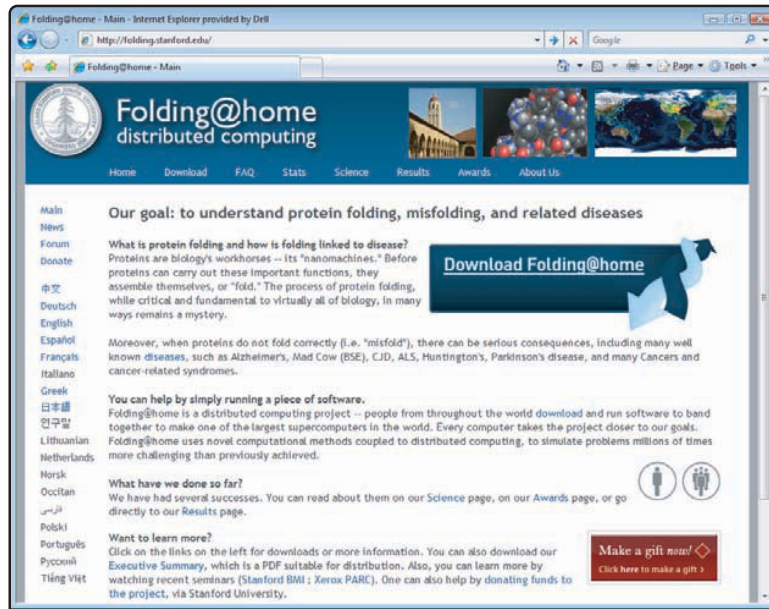 Folding@home - Main - Internet Explorer provided by Dell
http://folding.stanford.edu/
Google
Folding@home - Main
Page
Tools
Folding@home
distributed computing
Home Download FAQ Stats Science Results Awards About Us
Main
News
Forum
Donate
中文
Deutsch
English
Español
Français
Italiano
Greek
日本語
연구말
Lithuanian
Netherlands
Norsk
Occitan
فارسی
Polski
Português
Русский
Tiếng Việt
Our goal: to understand protein folding, misfolding, and related diseases
What is protein folding and how is folding linked to disease?
Proteins are biology's workhorses -- its "nanomachines." Before
proteins can carry out these important functions, they
assemble themselves, or "fold." The process of protein folding,
while critical and fundamental to virtually all of biology, in many
ways remains a mystery.
Download Folding@home
Moreover, when proteins do not fold correctly (i.e. "misfold"), there can be serious consequences, including many well
known diseases, such as Alzheimer's, Mad Cow (BSE), CJD, ALS, Huntington's, Parkinson's disease, and many Cancers and
cancer-related syndromes.
You can help by simply running a piece of software.
Folding@home is a distributed computing project -- people from throughout the world download and run software to band
together to make one of the largest supercomputers in the world. Every computer takes the project closer to our goals.
Folding@home uses novel computational methods coupled to distributed computing, to simulate problems millions of times
more challenging than previously achieved.
What have we done so far?
We have had several successes. You can read about them on our Science page, on our Awards page, or go
directly to our Results page.
Want to learn more?
Click on the links on the left for downloads or more information. You can also download our
Executive Summary, which is a PDF suitable for distribution. Also, you can learn more by
watching recent seminars (Stanford BMI ; Xerox PARC). One can also help by donating funds to
the project, via Stanford University.
Make a gift now!
Click here to make a gift ›